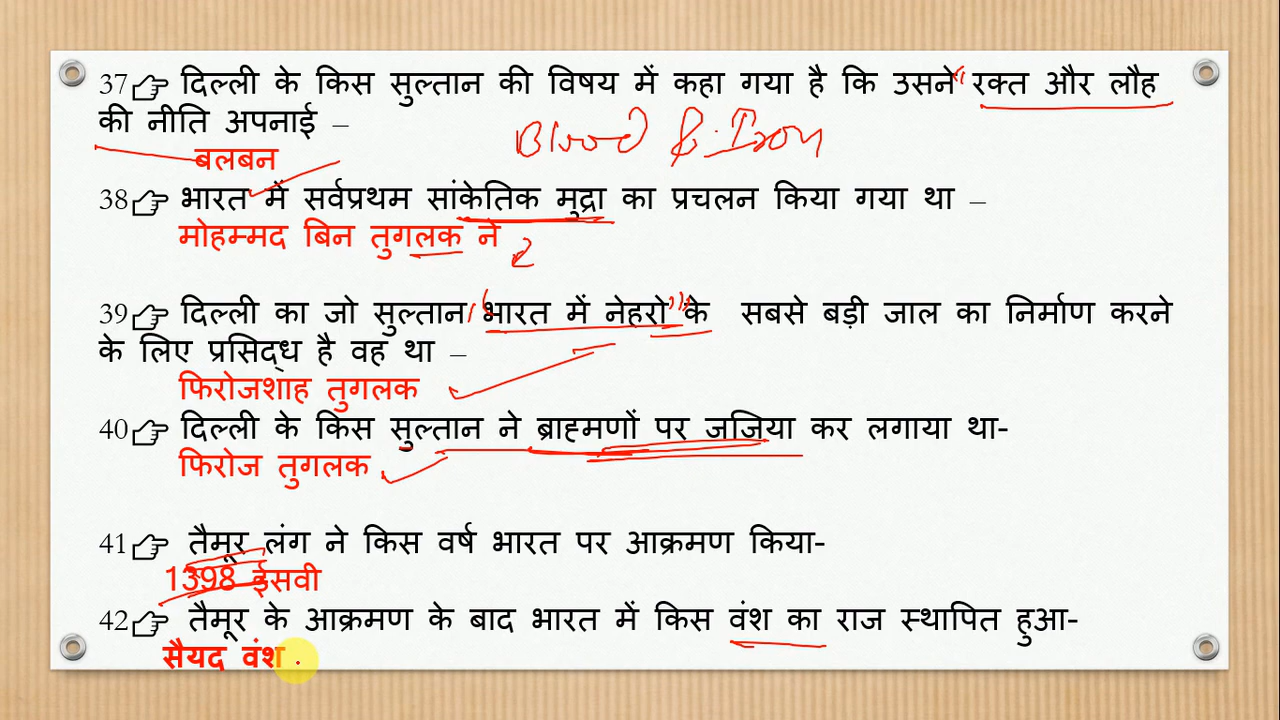 37👉 दिल्ली के किस सुल्तान की विषय में कहा गया है कि उसने “रक्त और लौह
की नीति अपनाई –
Blood & Iron
बलबन
38👉 भारत में सर्वप्रथम सांकेतिक मुद्रा का प्रचलन किया गया था –
मोहम्मद बिन तुगलक ने
39👉 दिल्ली का जो सुल्तान भारत में नेहरो के सबसे बड़ी जाल का निर्माण करने
के लिए प्रसिद्ध है वह था –
फिरोजशाह तुगलक
40👉 दिल्ली के किस सुल्तान ने ब्राह्मणों पर जजिया कर लगाया था-
फिरोज तुगलक
41👉 तैमूर लंग ने किस वर्ष भारत पर आक्रमण किया-
1398 ईसवी
42👉 तैमूर के आक्रमण के बाद भारत में किस वंश का राज स्थापित हुआ-
सैयद वंश .